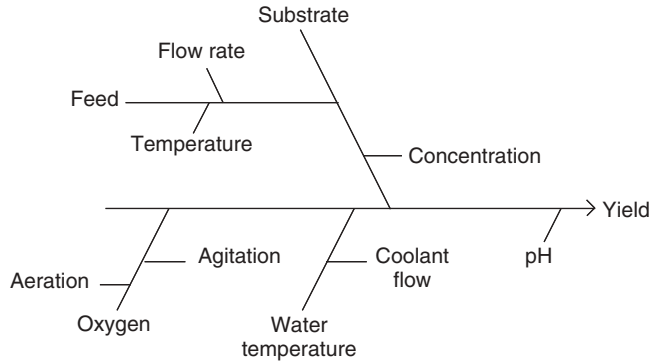 Substrate
Flow rate
Feed
Temperature
Concentration
Yield
Agitation
Coolant
flow
pH
Aeration
Oxygen
Water
temperature